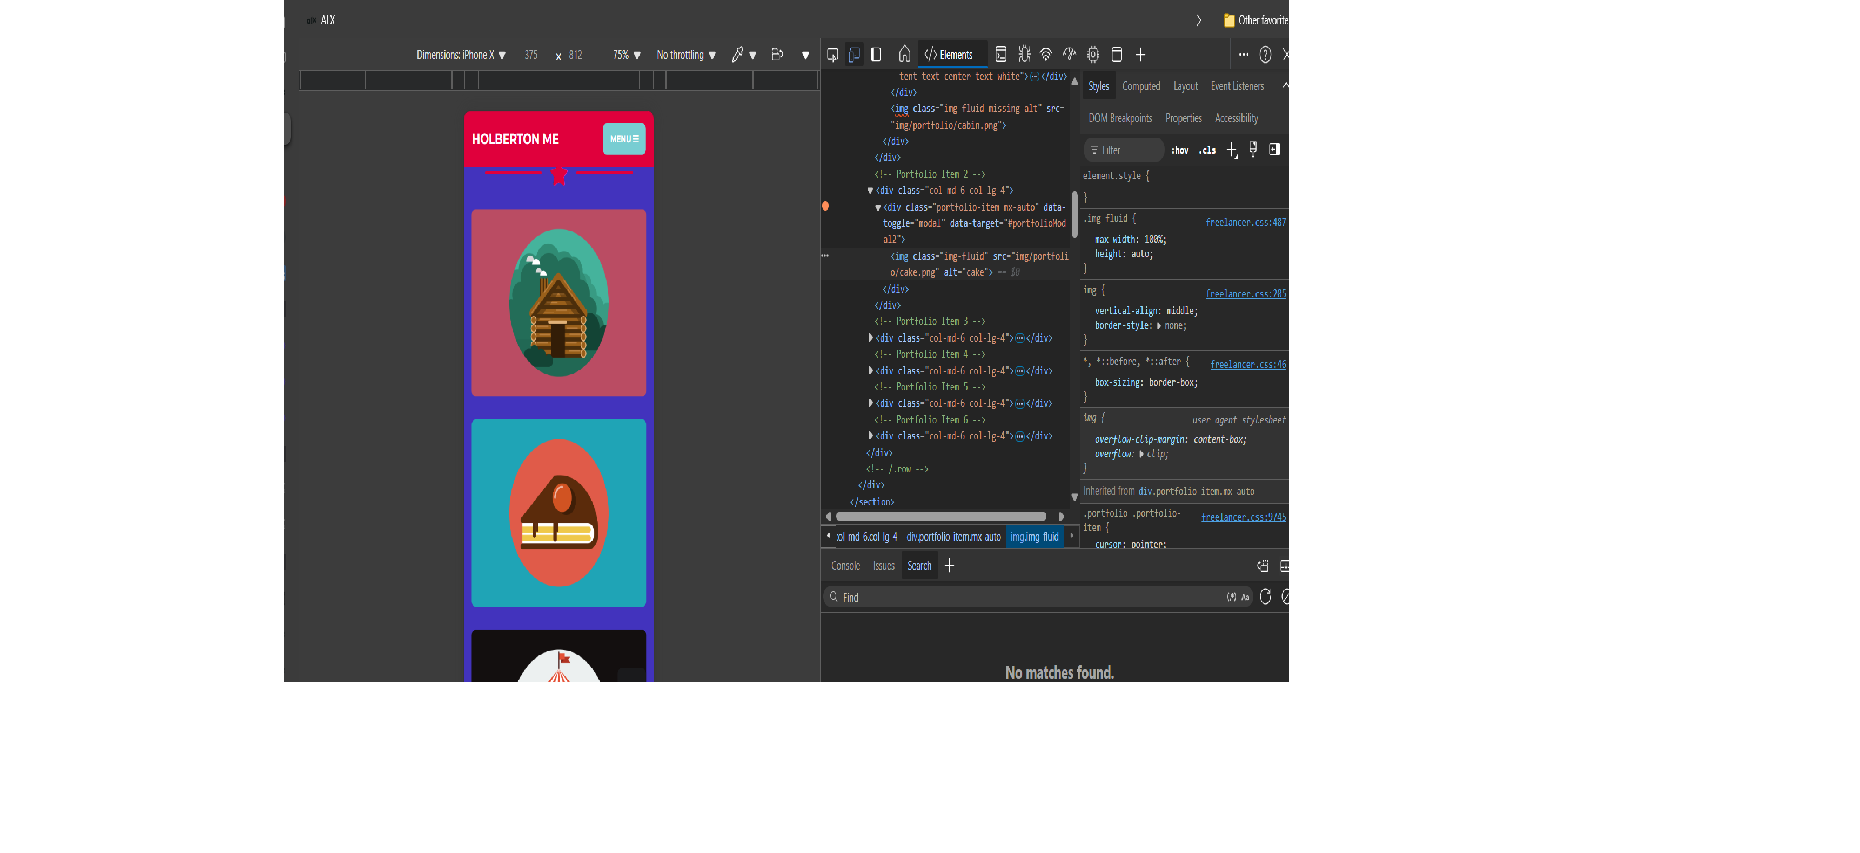 ALX
Other favorite
Dimensions: iPhone X ▼ 375 x 812 75% ▼ No throttling ▼
HOLBERTON ME
MENU ☰
</> Elements
tent text-center text-white">⋯</div>
</div>
<img class="img-fluid missing-alt" src=
"img/portfolio/cabin.png">
</div>
</div>
<!-- Portfolio Item 2 -->
▼<div class="col-md-6 col-lg-4">
▼<div class="portfolio-item mx-auto" data-
toggle="modal" data-target="#portfolioMod
al2">
<img class="img-fluid" src="img/portfoli
o/cake.png" alt="cake"> == $0
</div>
</div>
<!-- Portfolio Item 3 -->
▶<div class="col-md-6 col-lg-4">⋯</div>
<!-- Portfolio Item 4 -->
▶<div class="col-md-6 col-lg-4">⋯</div>
<!-- Portfolio Item 5 -->
▶<div class="col-md-6 col-lg-4">⋯</div>
<!-- Portfolio Item 6 -->
▶<div class="col-md-6 col-lg-4">⋯</div>
</div>
<!-- /.row -->
</div>
</section>
col-md-6.col-lg-4 div.portfolio-item.mx-auto img.img-fluid
Styles Computed Layout Event Listeners
DOM Breakpoints Properties Accessibility
Filter :hov .cls
element.style {
}
.img-fluid { freelancer.css:487
max-width: 100%;
height: auto;
}
img { freelancer.css:285
vertical-align: middle;
border-style: ▶ none;
}
*, *::before, *::after { freelancer.css:46
box-sizing: border-box;
}
img { user agent stylesheet
overflow-clip-margin: content-box;
overflow: ▶ clip;
}
Inherited from div.portfolio-item.mx-auto
.portfolio .portfolio- freelancer.css:9745
item {
cursor: pointer;
Console Issues Search
Find
(.*) Aa
No matches found.